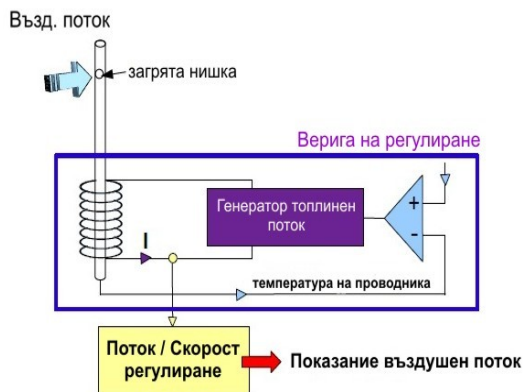 Възд. поток
загрята нишка
Верига на регулиране
Генератор топлинен
поток
+
-
I
температура на проводника
Поток / Скорост
регулиране
Показание въздушен поток